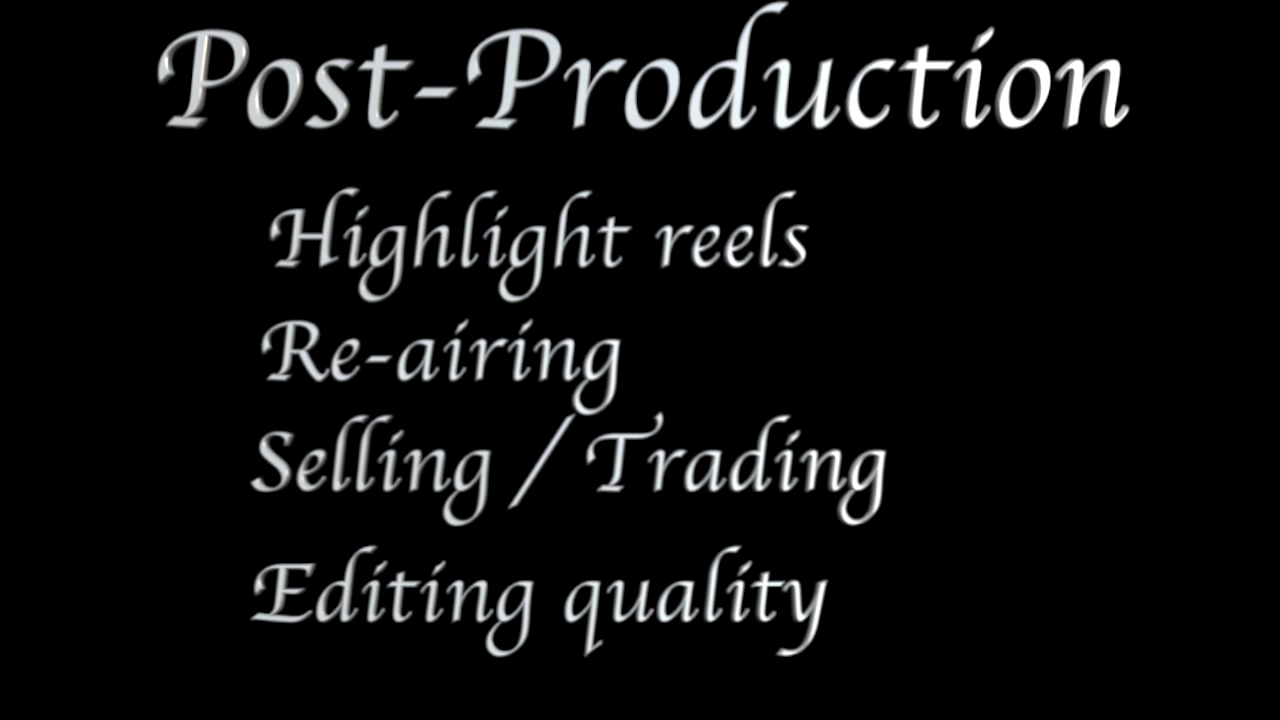 Post-Production
Highlight reels
Re-airing
Selling / Trading
Editing quality